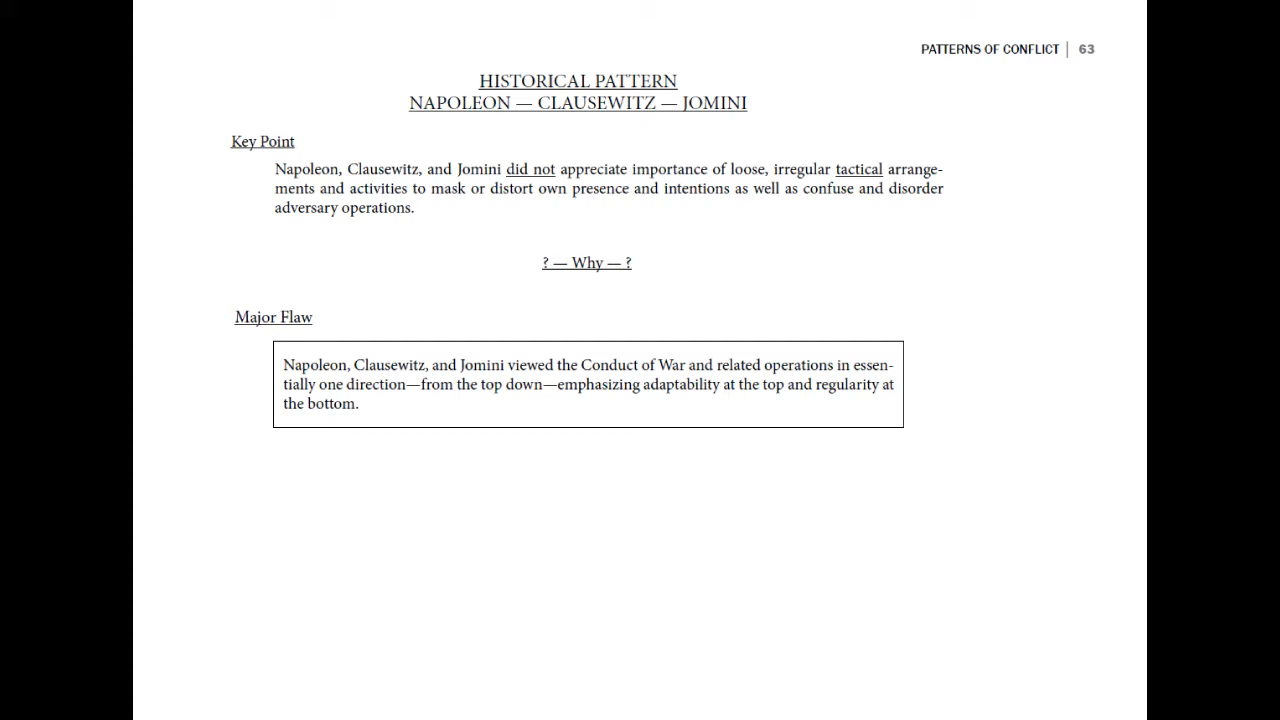 PATTERNS OF CONFLICT | 63
HISTORICAL PATTERN
NAPOLEON — CLAUSEWITZ — JOMINI
Key Point
Napoleon, Clausewitz, and Jomini did not appreciate importance of loose, irregular tactical arrange-
ments and activities to mask or distort own presence and intentions as well as confuse and disorder
adversary operations.
? — Why — ?
Major Flaw
Napoleon, Clausewitz, and Jomini viewed the Conduct of War and related operations in essen-
tially one direction—from the top down—emphasizing adaptability at the top and regularity at
the bottom.